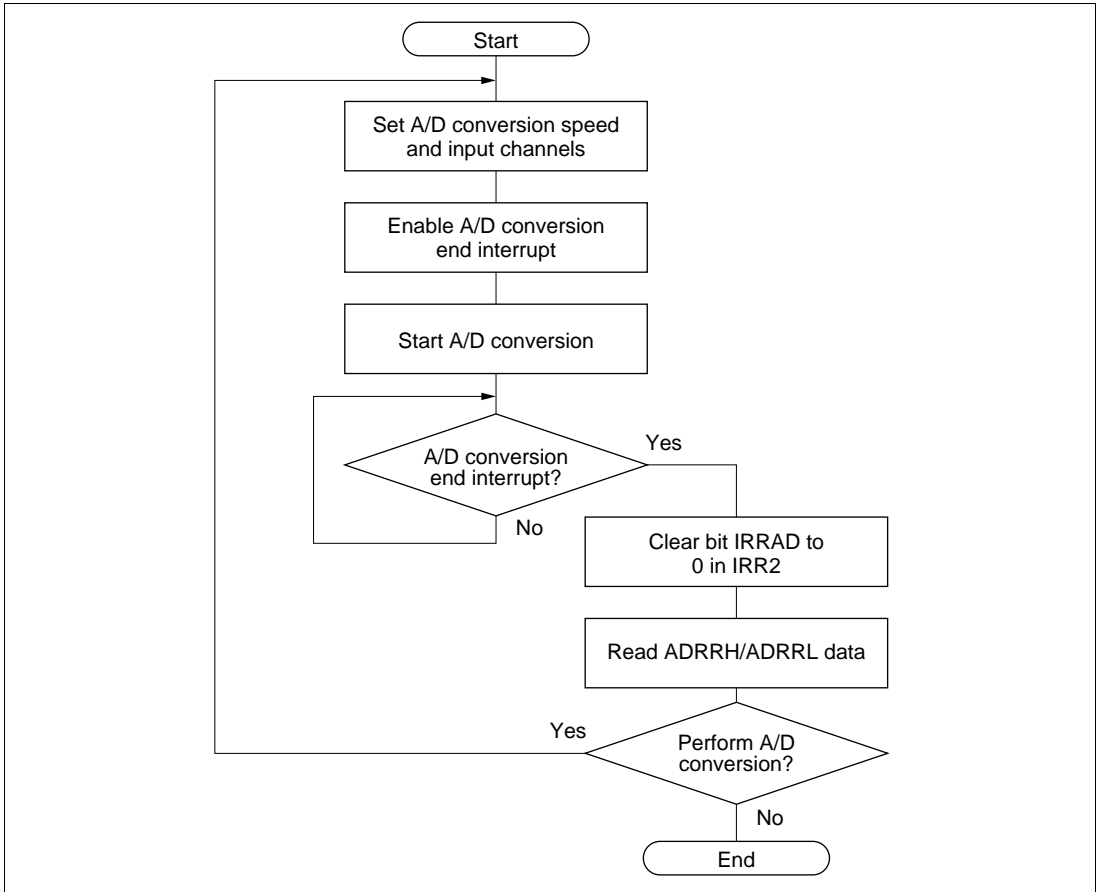 Start
Set A/D conversion speed
and input channels
Enable A/D conversion
end interrupt
Start A/D conversion
A/D conversion
end interrupt?
Yes
No
Clear bit IRRAD to
0 in IRR2
Read ADRRH/ADRRL data
Perform A/D
conversion?
Yes
No
End